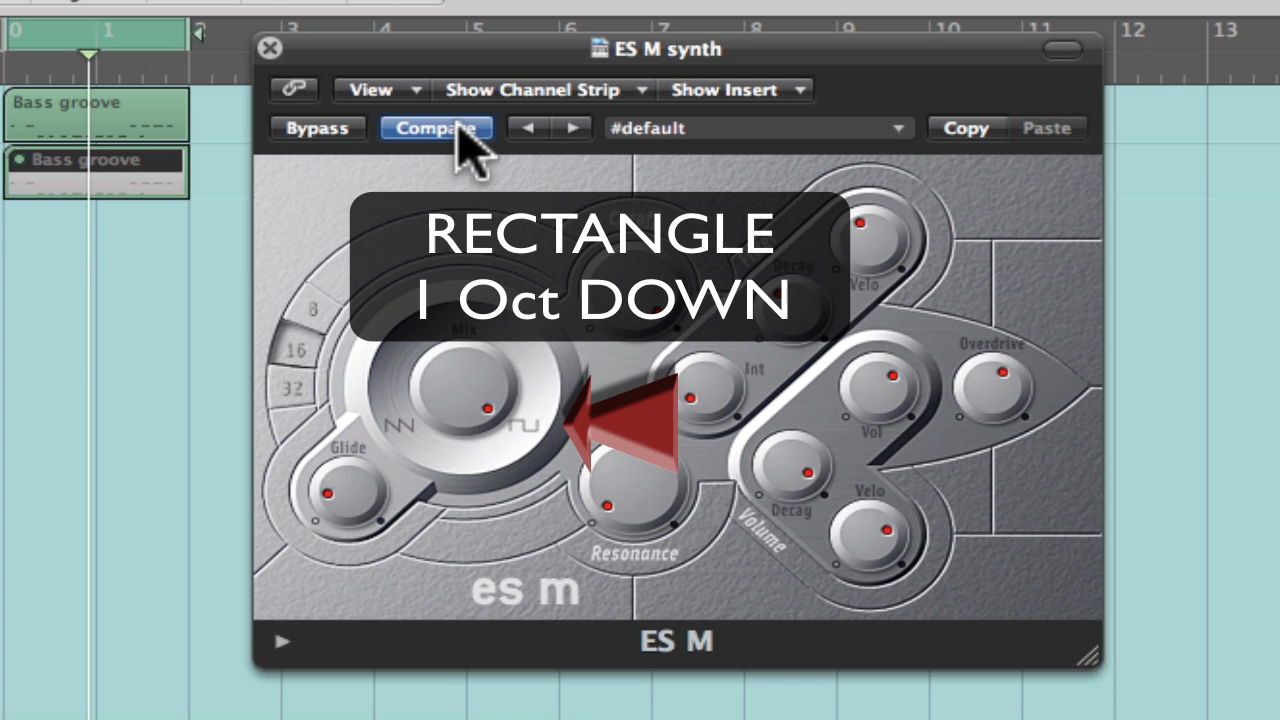 0 1 2 3 4 5 6 7 8 9 10 11 12 13
ES M synth
View Show Channel Strip Show Insert
Bypass Compare #default Copy Paste
Bass groove
Bass groove
RECTANGLE
1 Oct DOWN
Decay
Velo
8
16
32
Mix
Int
Overdrive
Glide
Vol
Resonance
Decay
Velo
Volume
es m
ES M